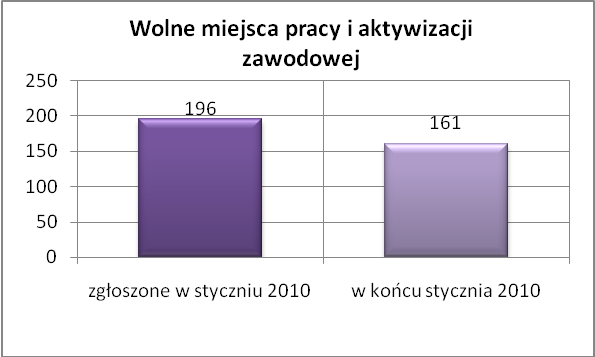 Wolne miejsca pracy i aktywizacji
zawodowej
250
200
150
100
50
0
196
161
zgłoszone w styczniu 2010
w końcu stycznia 2010